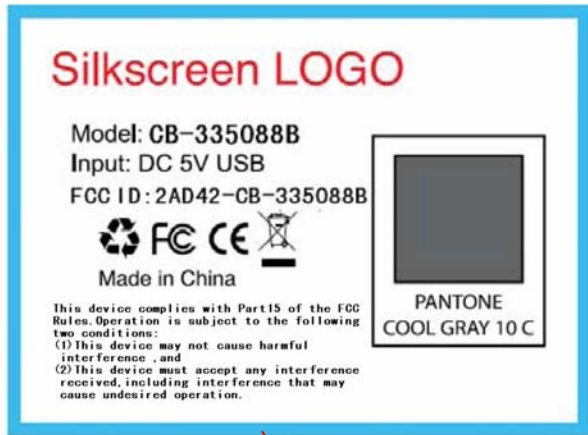 Silkscreen LOGO
Model: CB-335088B
Input: DC 5V USB
FCC ID:2AD42-CB-335088B
FC CE
Made in China
This device complies with Part15 of the FCC
Rules.Operation is subject to the following
two conditions:
(1)This device may not cause harmful
interference ,and
(2)This device must accept any interference
received,including interference that may
cause undesired operation.
PANTONE
COOL GRAY 10 C